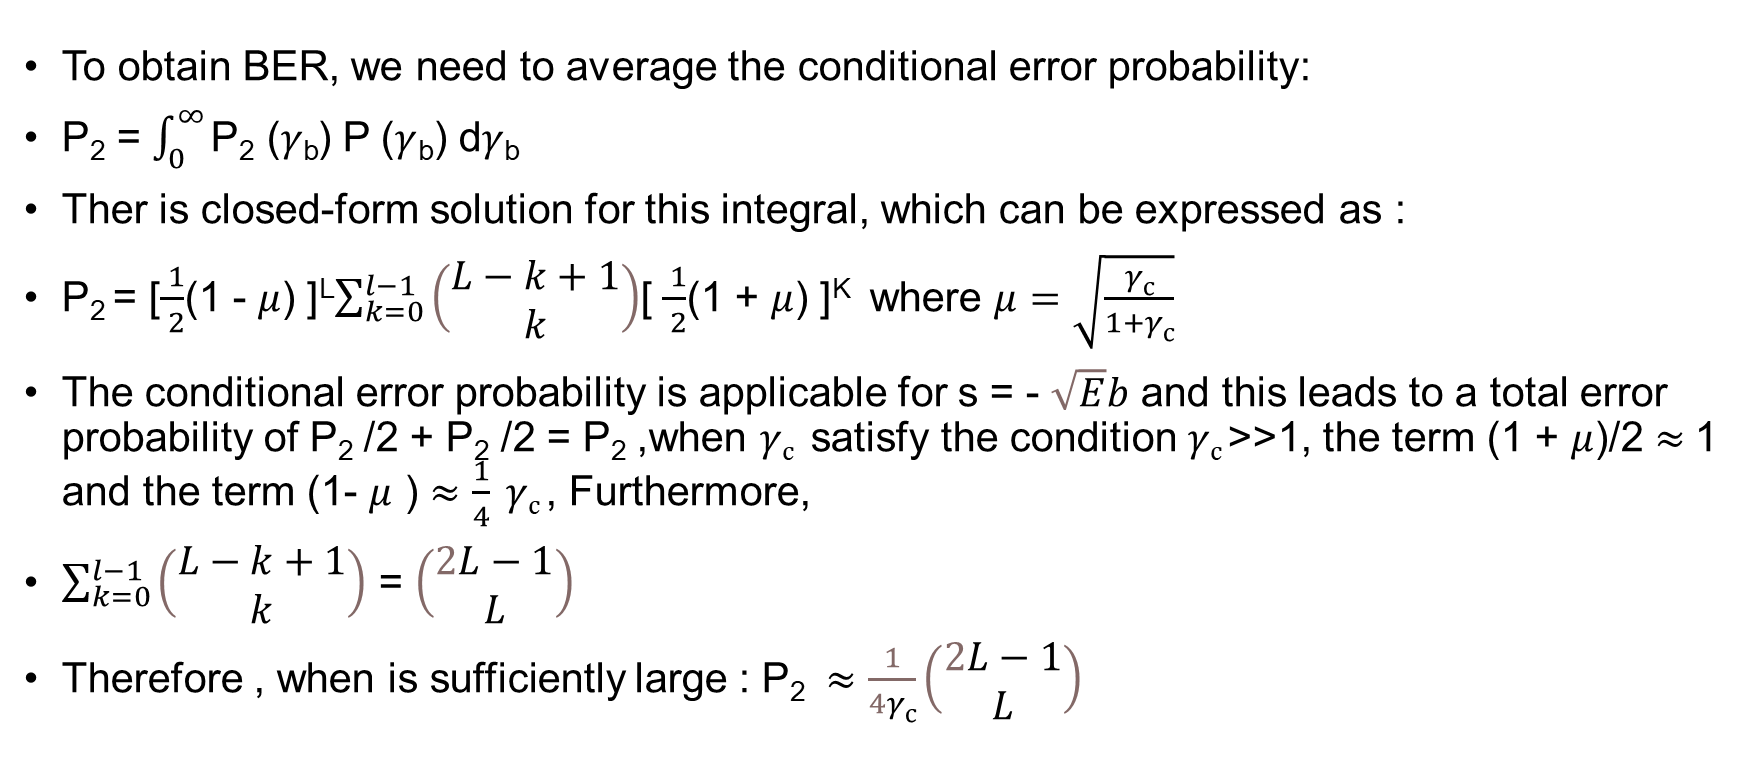 • To obtain BER, we need to average the conditional error probability:
• P₂ = ∫₀^∞ P₂ (γ_b) P (γ_b) dγ_b
• Ther is closed-form solution for this integral, which can be expressed as :
• P₂ = [½(1 - μ) ]^L ∑_{k=0}^{l−1} \binom{L − k + 1}{k} [ ½(1 + μ) ]^K where μ = √(γ_c/(1+γ_c))
• The conditional error probability is applicable for s = - √E b and this leads to a total error
probability of P₂ /2 + P₂ /2 = P₂ ,when γ_c satisfy the condition γ_c>>1, the term (1 + μ)/2 ≈ 1
and the term (1- μ ) ≈ ¼ γ_c, Furthermore,
• ∑_{k=0}^{l−1} \binom{L − k + 1}{k} = \binom{2L − 1}{L}
• Therefore , when is sufficiently large : P₂ ≈ 1/(4γ_c) \binom{2L − 1}{L}